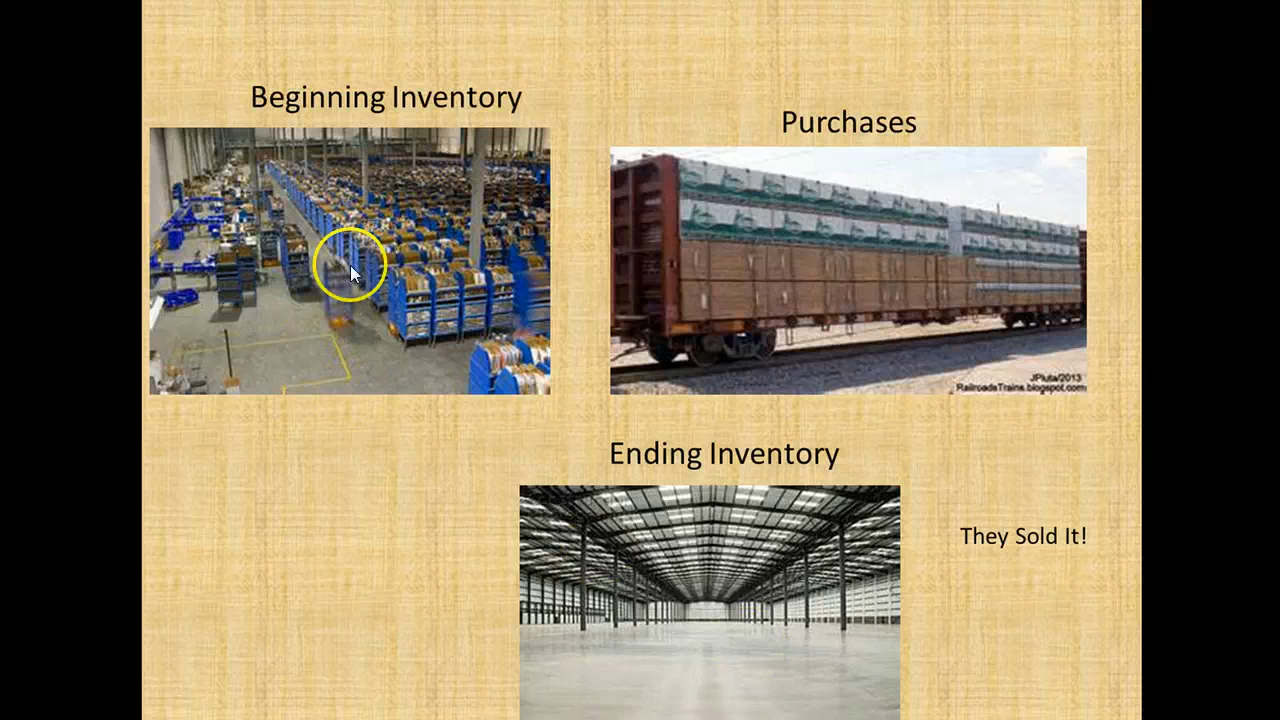 Beginning Inventory
Purchases
JPluta/2013
RailroadsTrains.blogspot.com
Ending Inventory
They Sold It!